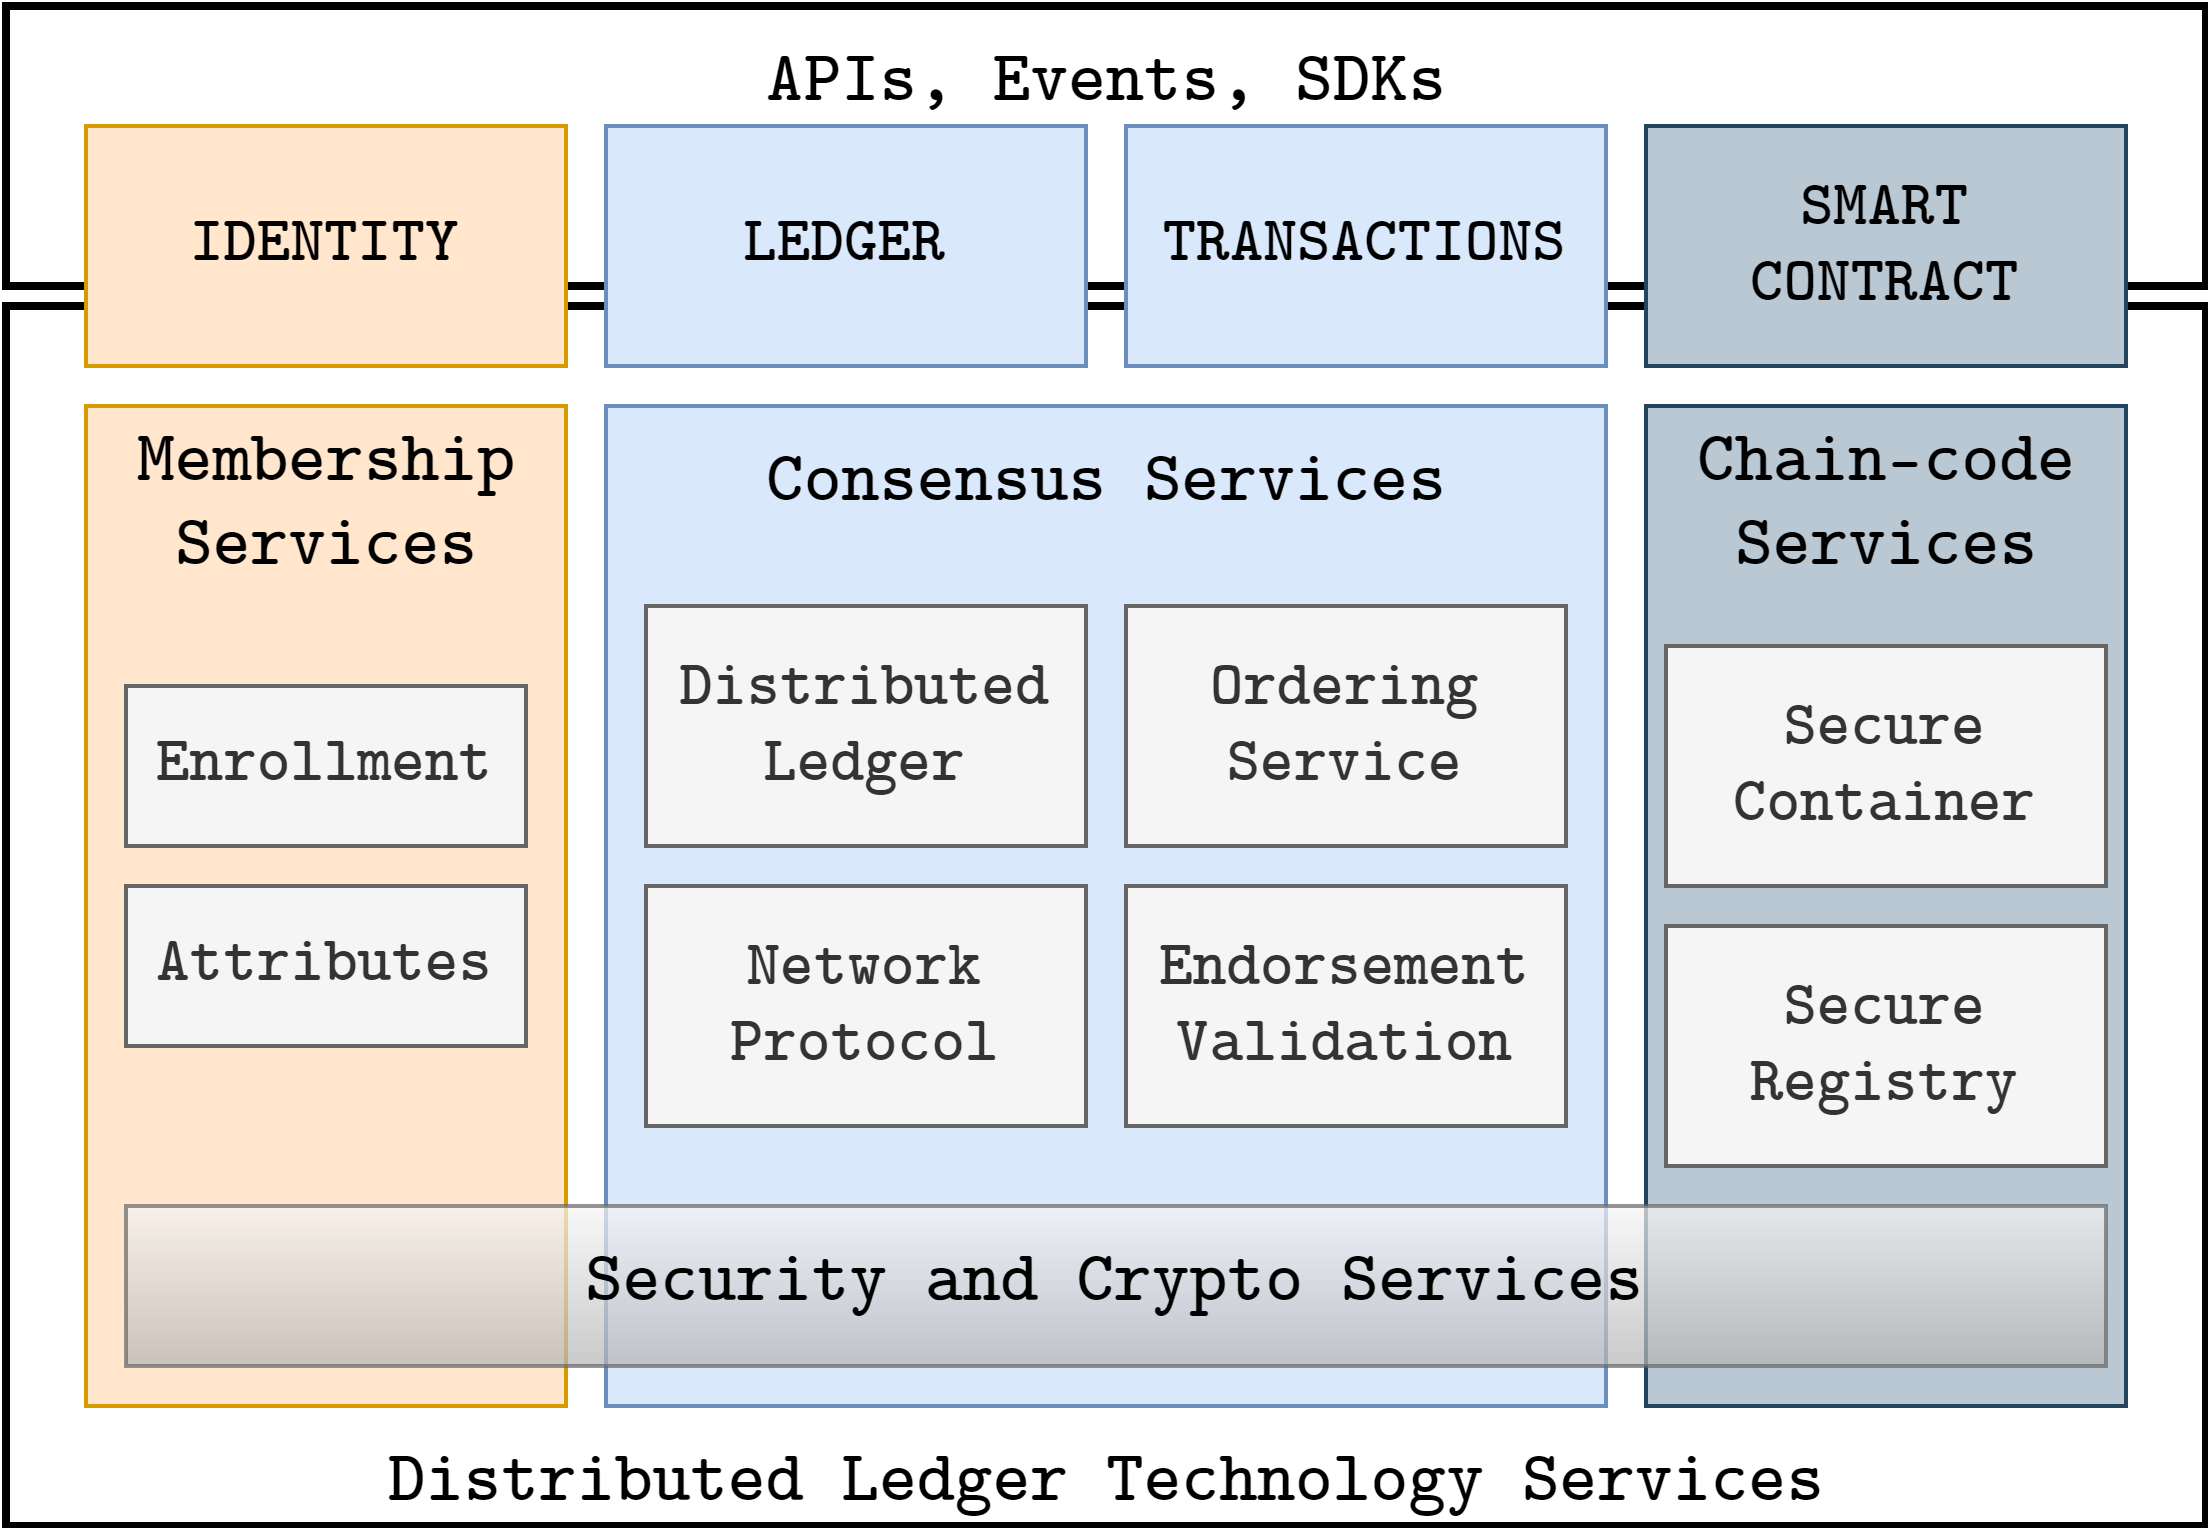 APIs, Events, SDKs
IDENTITY
LEDGER
TRANSACTIONS
SMART
CONTRACT
Membership
Services
Enrollment
Attributes
Consensus Services
Distributed
Ledger
Ordering
Service
Network
Protocol
Endorsement
Validation
Chain-code
Services
Secure
Container
Secure
Registry
Security and Crypto Services
Distributed Ledger Technology Services